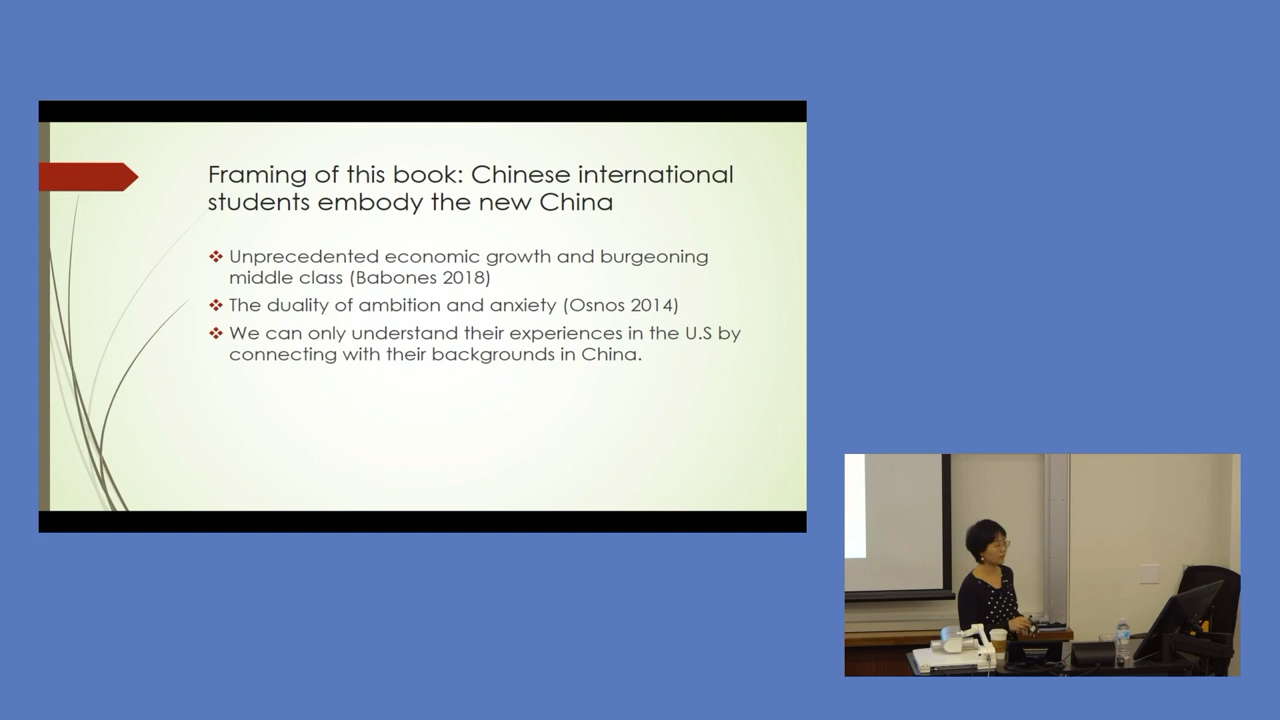 Framing of this book: Chinese international
students embody the new China
❖ Unprecedented economic growth and burgeoning
middle class (Babones 2018)
❖ The duality of ambition and anxiety (Osnos 2014)
❖ We can only understand their experiences in the U.S by
connecting with their backgrounds in China.